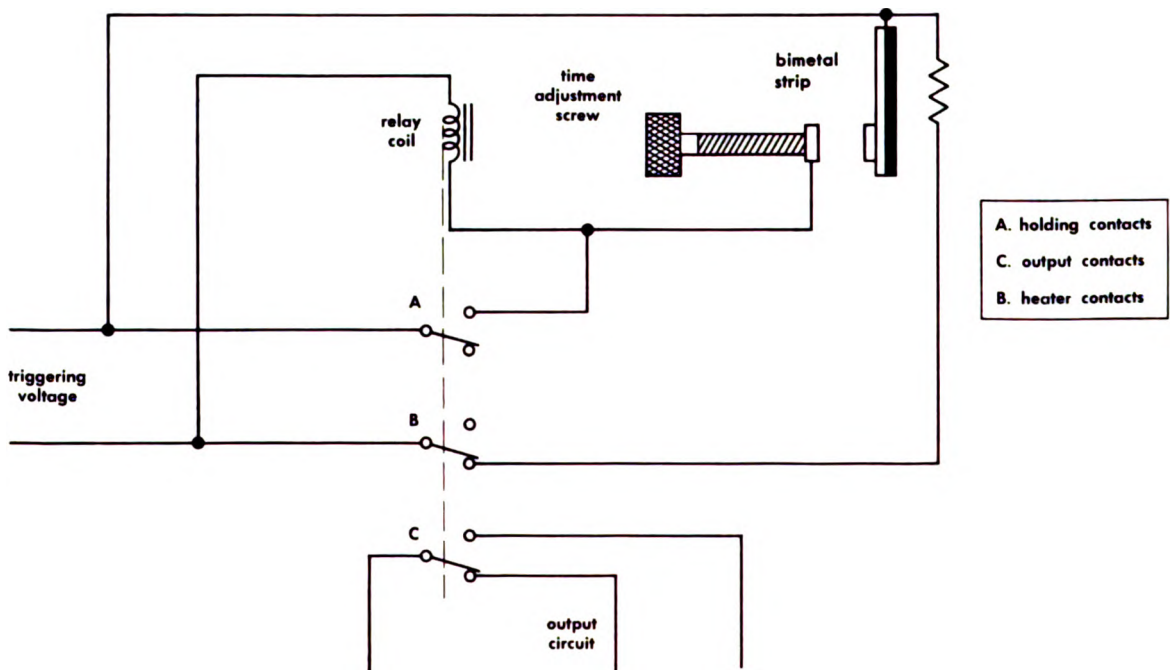 time
adjustment
screw
bimetal
strip
relay
coil
A. holding contacts
C. output contacts
B. heater contacts
A
triggering
voltage
B
C
output
circuit